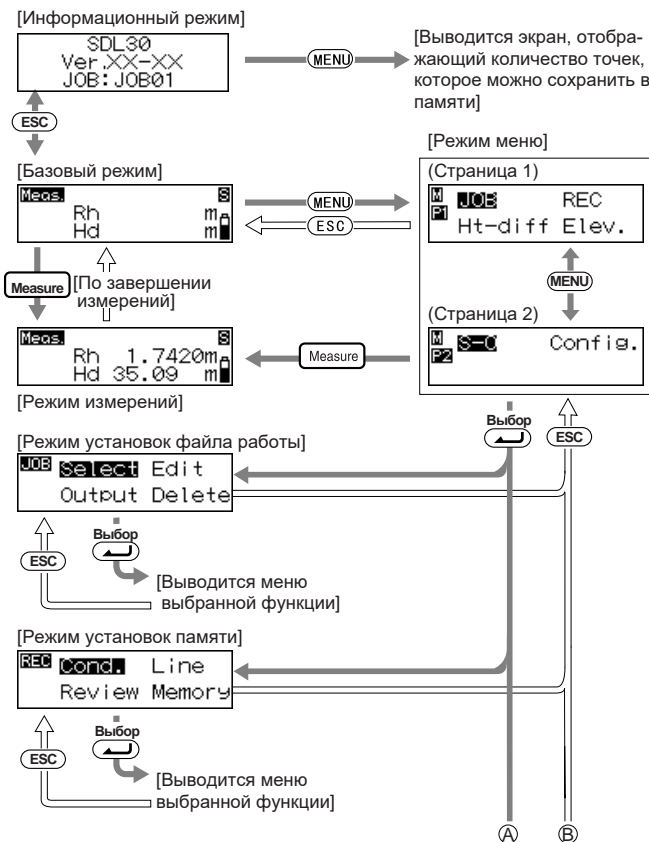 [Информационный режим]
SDL30
Ver.XX-XX
JOB:JOB01
MENU
[Выводится экран, отобра-
жающий количество точек,
которое можно сохранить в
памяти]
ESC
[Режим меню]
[Базовый режим]
(Страница 1)
Meas. S
Rh m
Hd m
MENU
ESC
M JOB REC
P1 Ht-diff Elev.
Measure
[По завершении
измерений]
MENU
(Страница 2)
Meas. S
Rh 1.7420m
Hd 35.09 m
Measure
M S-O Config.
P2
[Режим измерений]
Выбор
ESC
[Режим установок файла работы]
JOB Select Edit
Output Delete
Выбор
ESC
[Выводится меню
выбранной функции]
[Режим установок памяти]
REC Cond. Line
Review Memory
Выбор
ESC
[Выводится меню
выбранной функции]
A B